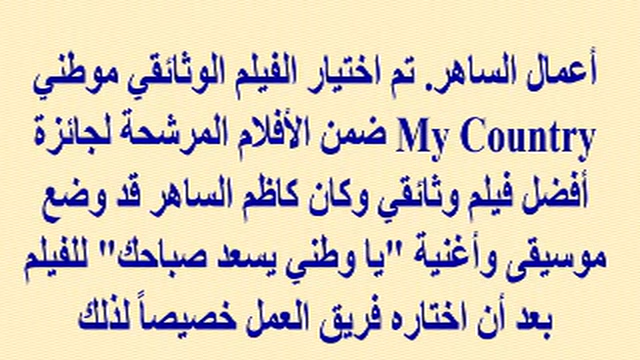 أعمال الساهر. تم اختيار الفيلم الوثائقي موطني
My Country ضمن الأفلام المرشحة لجائزة
أفضل فيلم وثائقي وكان كاظم الساهر قد وضع
موسيقى وأغنية "يا وطني يسعد صباحك" للفيلم
بعد أن اختاره فريق العمل خصيصاً لذلك